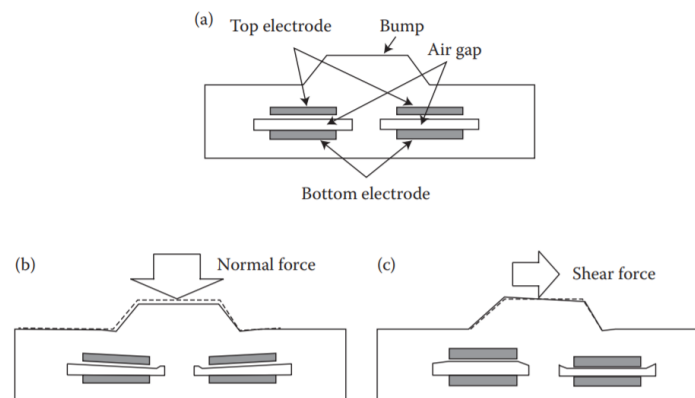 (a)
Top electrode
Bump
Air gap
Bottom electrode
(b)
Normal force
(c)
Shear force